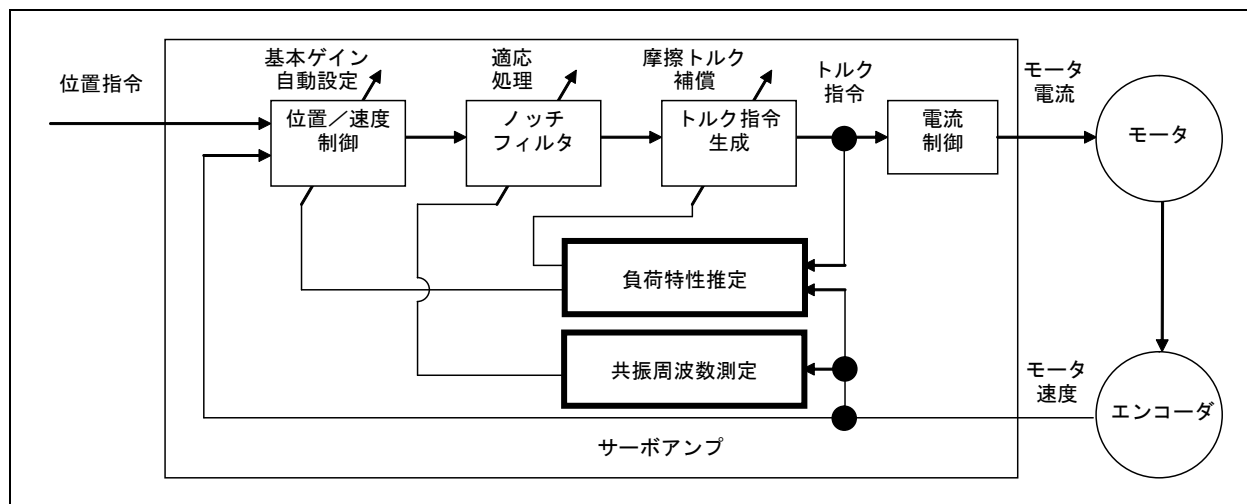 位置指令
基本ゲイン
自動設定
適応
処理
摩擦トルク
補償
トルク
指令
モータ
電流
位置／速度
制御
ノッチ
フィルタ
トルク指令
生成
電流
制御
モータ
負荷特性推定
共振周波数測定
モータ
速度
エンコーダ
サーボアンプ